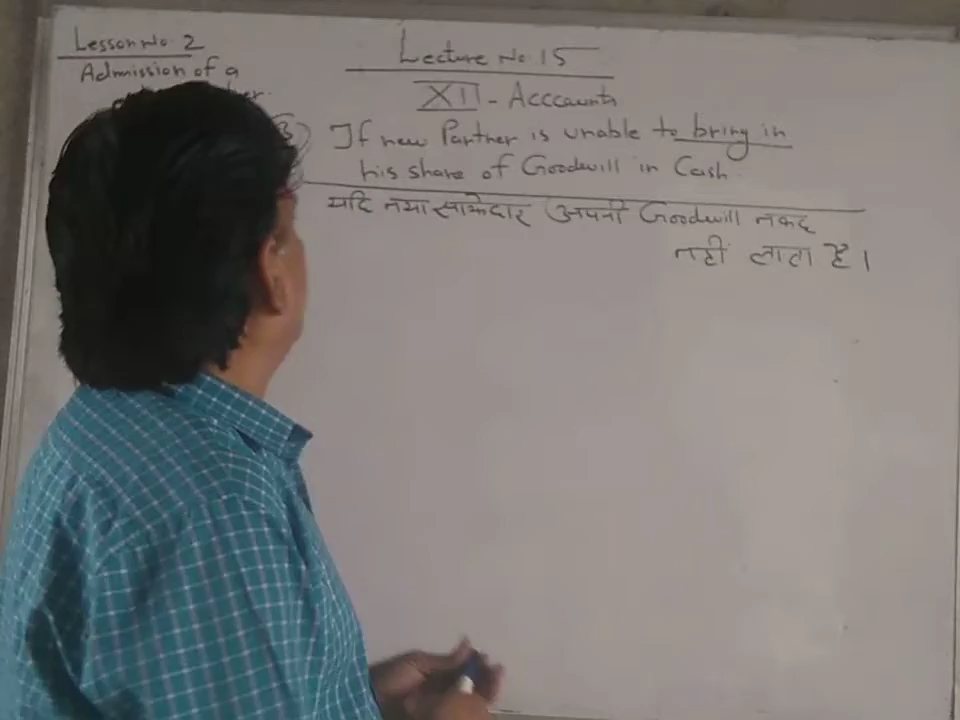 Lesson No. 2
Admission of a
Lecture No. 15
XII - Acccounts
If new Partner is unable to bring in
his share of Goodwill in Cash.
यदि नया साझेदार अपनी Goodwill नकद
नहीं लाता है।